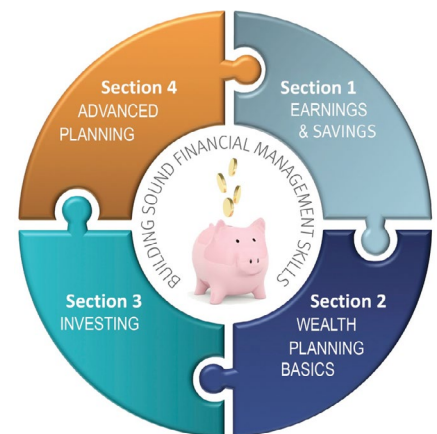 Section 4
ADVANCED
PLANNING
Section 1
EARNINGS
& SAVINGS
BUILDING SOUND FINANCIAL MANAGEMENT SKILLS
Section 3
INVESTING
Section 2
WEALTH
PLANNING
BASICS